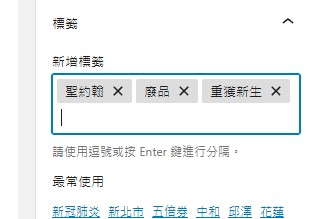 標籤
新增標籤
聖約翰 × 廢品 × 重獲新生 ×
請使用逗號或按 Enter 鍵進行分隔。
最常使用
新冠肺炎 新北市 五倍券 中和 邱澤 花蓮